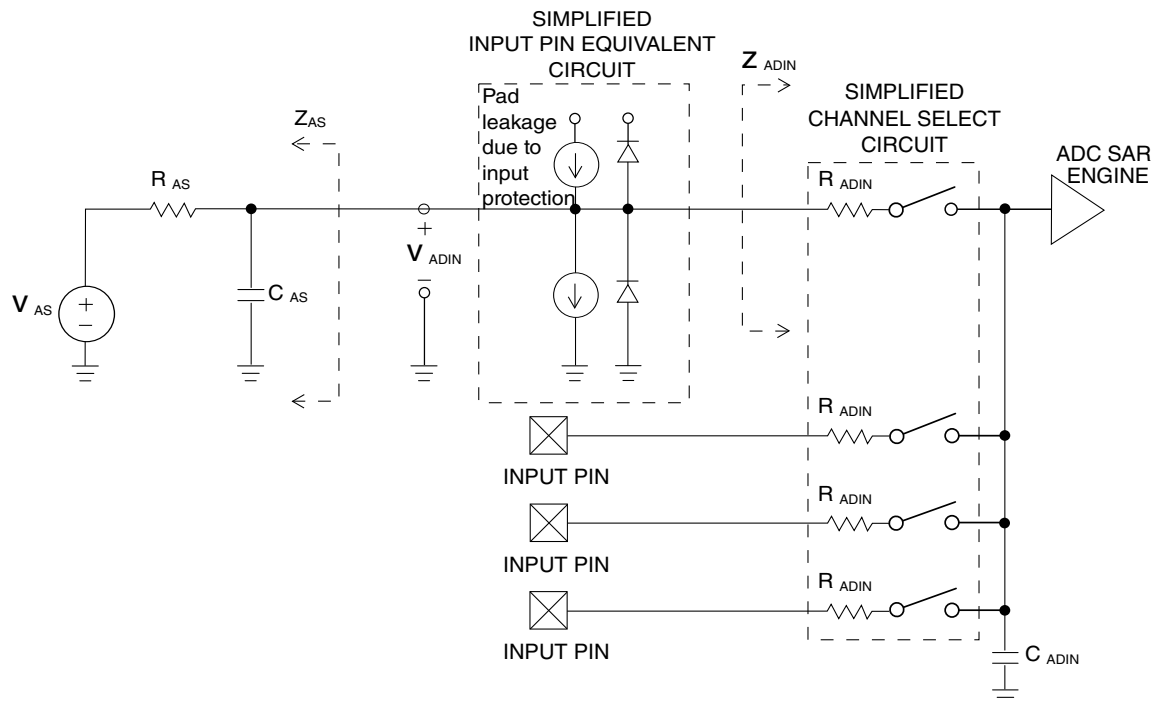 SIMPLIFIED
INPUT PIN EQUIVALENT
CIRCUIT
Z ADIN
SIMPLIFIED
CHANNEL SELECT
CIRCUIT
Pad
leakage
due to
input
protection
ZAS
R AS
R ADIN
ADC SAR
ENGINE
+
V ADIN
–
V AS
+
–
C AS
R ADIN
INPUT PIN
R ADIN
INPUT PIN
R ADIN
INPUT PIN
C ADIN